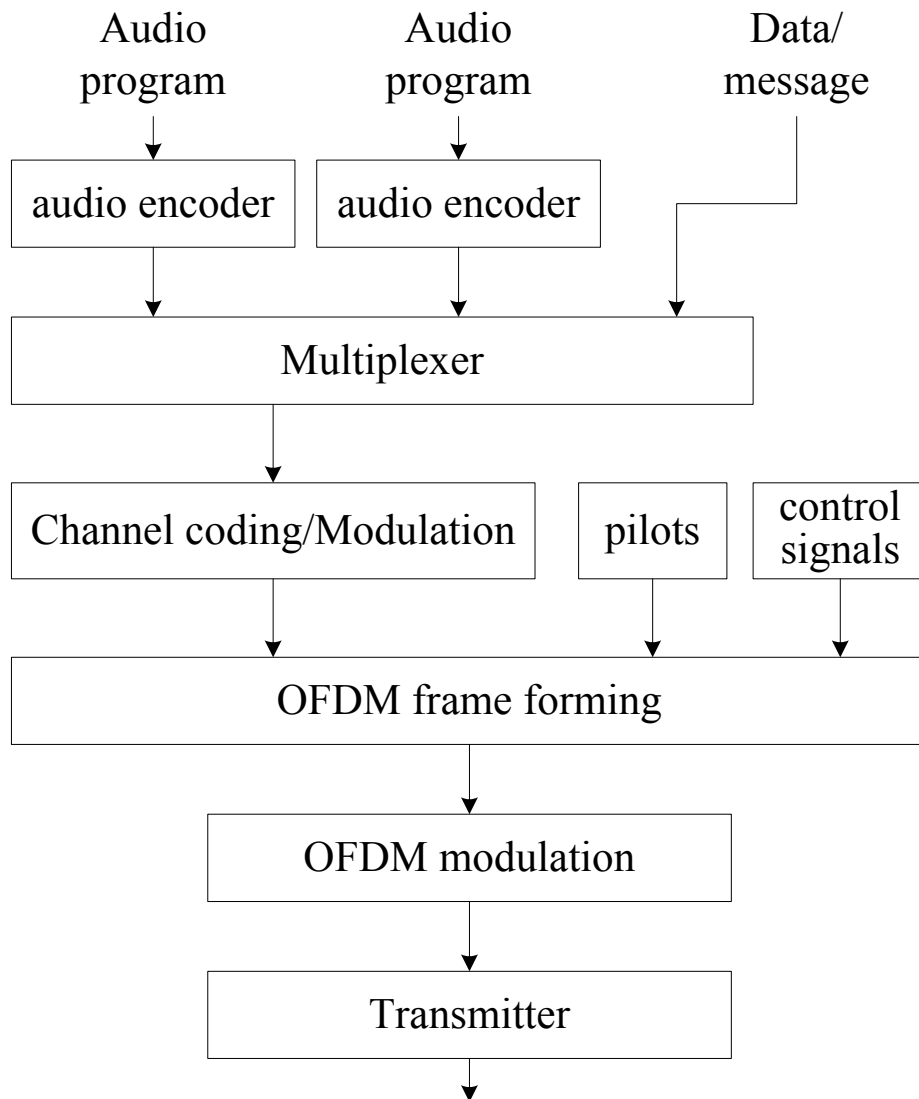 Audio
program
Audio
program
Data/
message
audio encoder
audio encoder
Multiplexer
Channel coding/Modulation
pilots
control
signals
OFDM frame forming
OFDM modulation
Transmitter